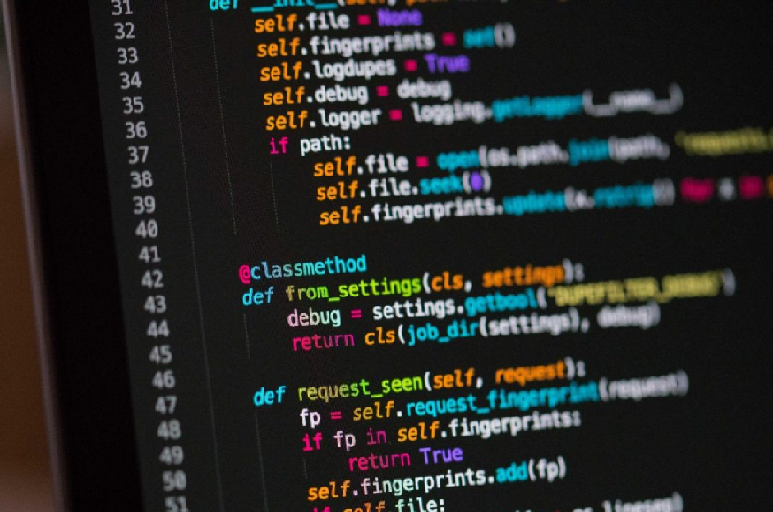 31 def __init__(self,
32 self.file = None
33 self.fingerprints = set()
34 self.logdupes = True
35 self.debug = debug
36 self.logger = logging.getLogger(__name__)
37 if path:
38 self.file = open(os.path.join(path, 'requests.
39 self.file.seek(0)
40 self.fingerprints.update(x.rstrip() for x in
41
42 @classmethod
43 def from_settings(cls, settings):
44 debug = settings.getbool("DUPEFILTER_DEBUG")
45 return cls(job_dir(settings), debug)
46
47 def request_seen(self, request):
48 fp = self.request_fingerprint(request)
49 if fp in self.fingerprints:
50 return True
51 self.fingerprints.add(fp)
if self.file: